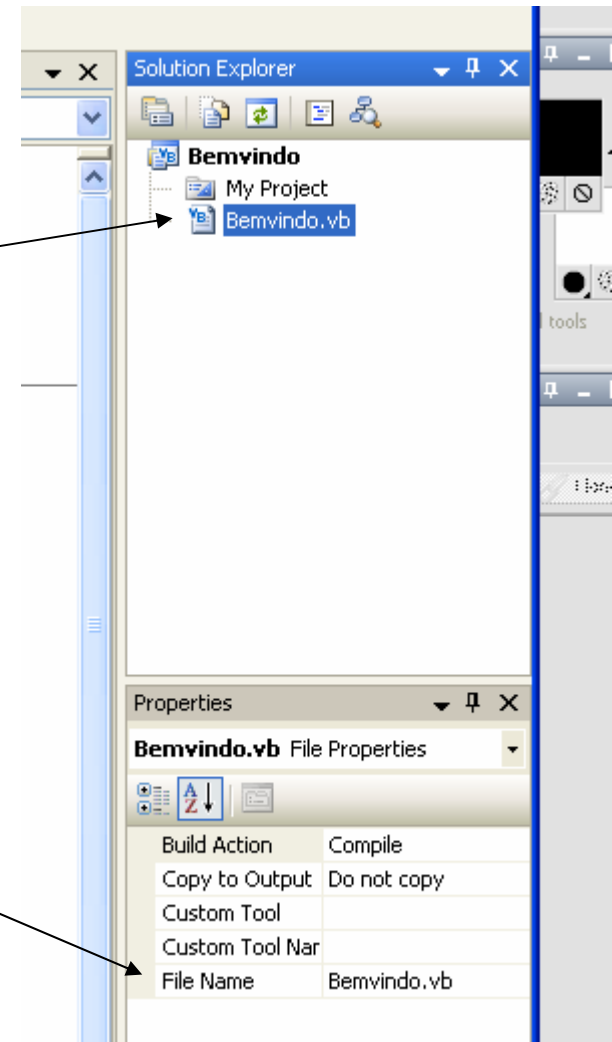 Solution Explorer
Bemvindo
My Project
Bemvindo.vb
tools
Properties
Bemvindo.vb File Properties
Build Action Compile
Copy to Output Do not copy
Custom Tool
Custom Tool Nar
File Name Bemvindo.vb